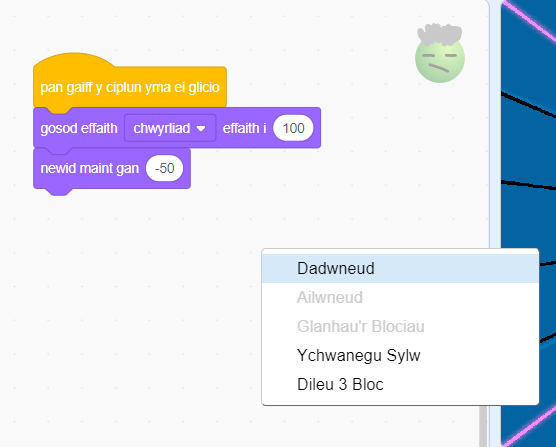 pan gaiff y ciplun yma ei glicio
gosod effaith chwyrliad effaith i 100
newid maint gan -50
Dadwneud
Ailwneud
Glanhau'r Blociau
Ychwanegu Sylw
Dileu 3 Bloc